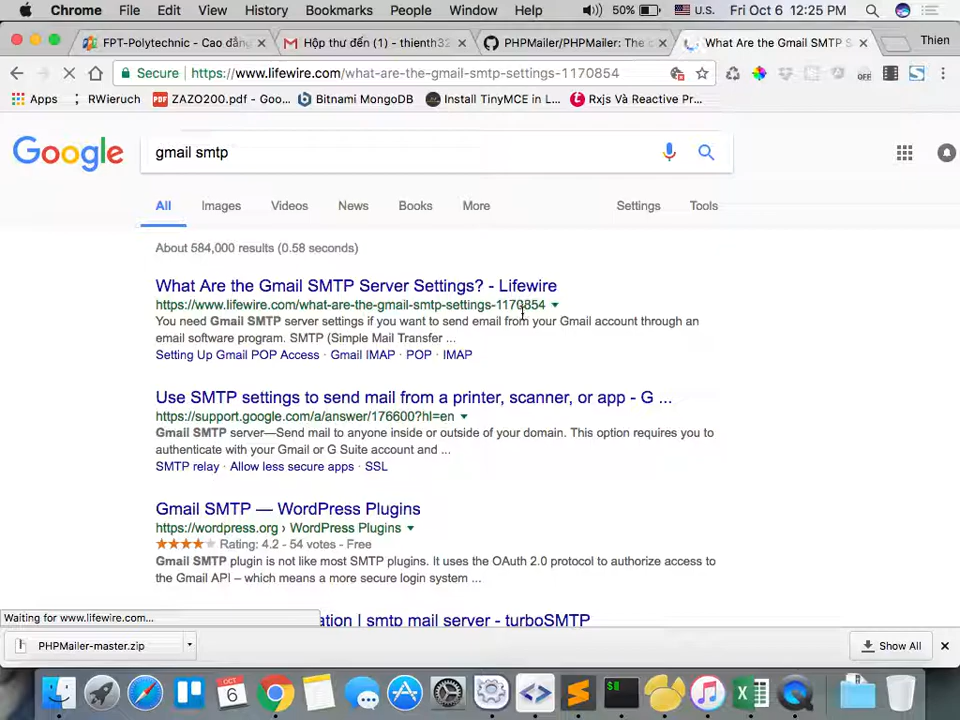 Chrome File Edit View History Bookmarks People Window Help 50% U.S. Fri Oct 6 12:25 PM
FPT-Polytechnic - Cao đẳng Hộp thư đến (1) - thienth32 PHPMailer/PHPMailer: The c What Are the Gmail SMTP S Thien
Secure https://www.lifewire.com/what-are-the-gmail-smtp-settings-1170854
Apps RWieruch ZAZO200.pdf - Goo... Bitnami MongoDB Install TinyMCE in L... Rxjs Và Reactive Pr...
Google gmail smtp
All Images Videos News Books More Settings Tools
About 584,000 results (0.58 seconds)
What Are the Gmail SMTP Server Settings? - Lifewire
https://www.lifewire.com/what-are-the-gmail-smtp-settings-1170854
You need Gmail SMTP server settings if you want to send email from your Gmail account through an
email software program. SMTP (Simple Mail Transfer ...
Setting Up Gmail POP Access · Gmail IMAP · POP · IMAP
Use SMTP settings to send mail from a printer, scanner, or app - G ...
https://support.google.com/a/answer/176600?hl=en
Gmail SMTP server—Send mail to anyone inside or outside of your domain. This option requires you to
authenticate with your Gmail or G Suite account and ...
SMTP relay · Allow less secure apps · SSL
Gmail SMTP — WordPress Plugins
https://wordpress.org › WordPress Plugins
Rating: 4.2 - 54 votes - Free
Gmail SMTP plugin is not like most SMTP plugins. It uses the OAuth 2.0 protocol to authorize access to
the Gmail API – which means a more secure login system ...
Waiting for www.lifewire.com... ation | smtp mail server - turboSMTP
PHPMailer-master.zip Show All
OCT
6